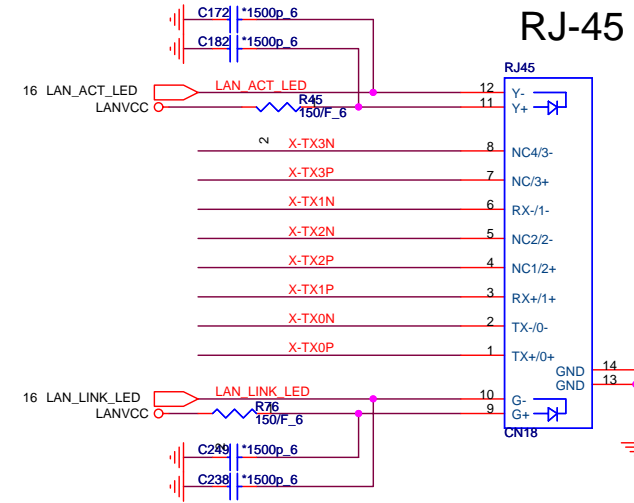 RJ-45
C172 *1500p_6
C182 *1500p_6
RJ45
16 LAN_ACT_LED LAN_ACT_LED 12 Y-
LANVCC R45 11 Y+
150/F_6
2
X-TX3N 8 NC4/3-
X-TX3P 7 NC/3+
X-TX1N 6 RX-/1-
X-TX2N 5 NC2/2-
X-TX2P 4 NC1/2+
X-TX1P 3 RX+/1+
X-TX0N 2 TX-/0-
X-TX0P 1 TX+/0+
GND 14
GND 13
16 LAN_LINK_LED LAN_LINK_LED 10 G-
LANVCC R76 9 G+
150/F_6
CN18
C249 *1500p_6
C238 *1500p_6